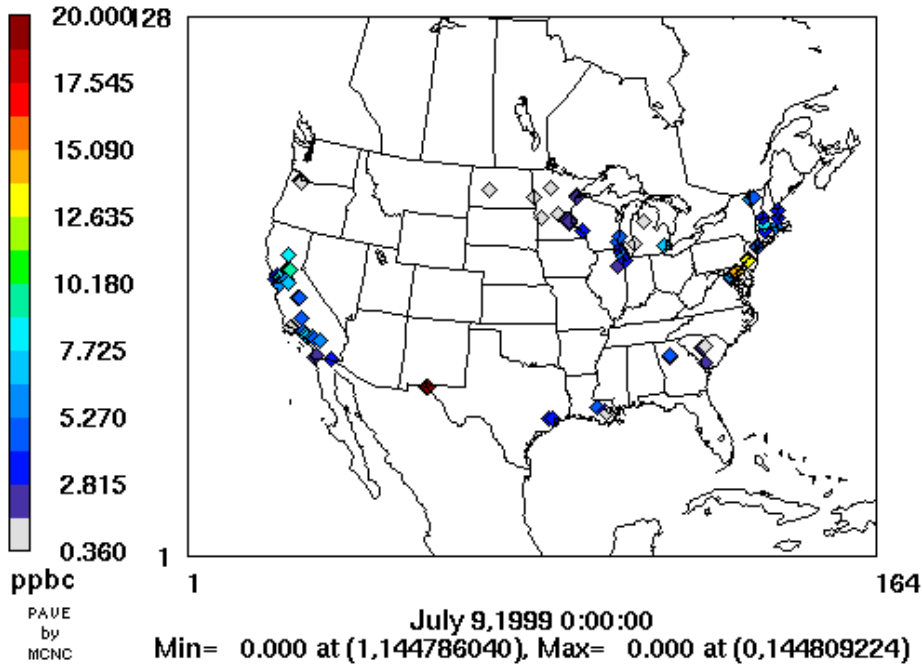 20.000
128
17.545
15.090
12.635
10.180
7.725
5.270
2.815
0.360
1
ppbc
1
164
PAVE
by
MCNC
July 9,1999 0:00:00
Min= 0.000 at (1,144786040), Max= 0.000 at (0,144809224)